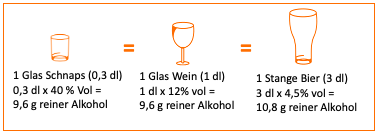 1 Glas Schnaps (0,3 dl)
0,3 dl x 40 % Vol =
9,6 g reiner Alkohol
=
1 Glas Wein (1 dl)
1 dl x 12% vol =
9,6 g reiner Alkohol
=
1 Stange Bier (3 dl)
3 dl x 4,5% vol =
10,8 g reiner Alkohol